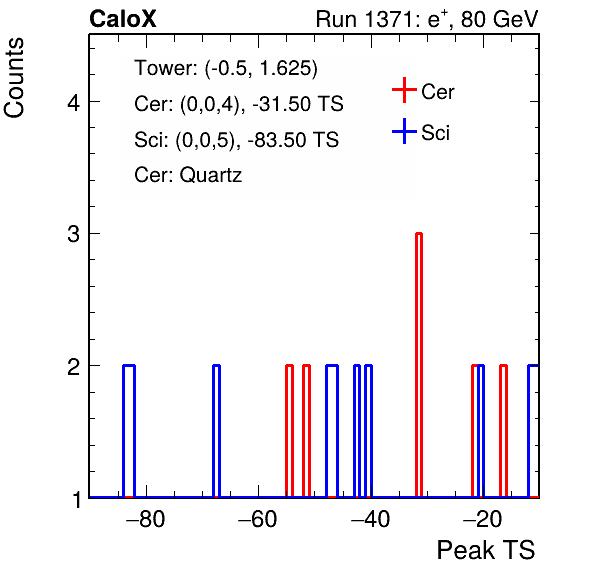 CaloX Run 1371: e⁺, 80 GeV
Counts
Tower: (-0.5, 1.625)
Cer: (0,0,4), -31.50 TS
Sci: (0,0,5), -83.50 TS
Cer: Quartz
Cer
Sci
4
3
2
1
−80 −60 −40 −20
Peak TS